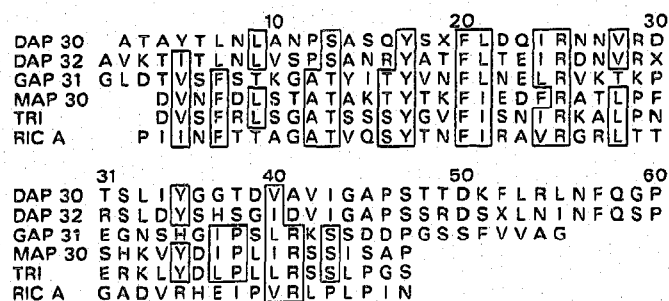 10 20 30
DAP 30 A T A Y T L N L A N P S A S Q Y S X F L D Q I R N N V R D
DAP 32 A V K T T T L N L V S P S A N R Y A T F L T E I R D N V R X
GAP 31 G L D T V S F S T K G A T Y I T Y V N F L N E L R V K T K P
MAP 30 D V N F D L S T A T A K T Y T K F I E D F R A T L P F
TRI D V S F R L S G A T S S S Y G V F I S N I R K A L P N
RIC A P I I N F T T A G A T V Q S Y T N F I R A V R G R L T T
31 40 50 60
DAP 30 T S L I Y G G T D V A V I G A P S T T D K F L R L N F Q G P
DAP 32 R S L D Y S H S G I D V I G A P S S R D S X L N I N F Q S P
GAP 31 E G N S H G I P S L R K S S D D P G S S F V V A G
MAP 30 S H K V Y D I P L I R S S I S A P
TRI E R K L Y D L P L L R S S L P G S
RIC A G A D V R H E I P V R L P L P I N